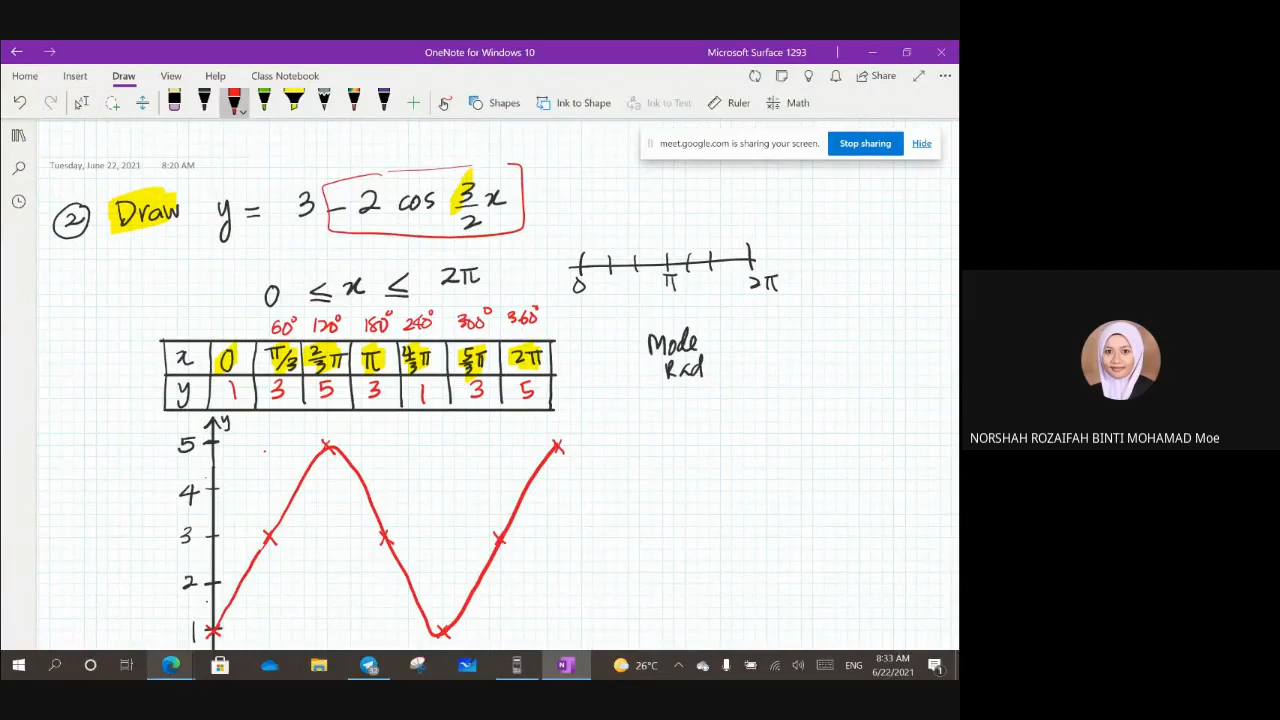 OneNote for Windows 10
Microsoft Surface 1293
Home Insert Draw View Help Class Notebook
Share
Shapes Ink to Shape Ink to Text Ruler Math
meet.google.com is sharing your screen. Stop sharing Hide
Tuesday, June 22, 2021 8:20 AM
② Draw y = 3 - 2 cos 3/2 x
0 ≤ x ≤ 2π
0 π 2π
60° 120° 180° 240° 300° 360°
x 0 π/3 2/3π π 4/3π 5/3π 2π
y 1 3 5 3 1 3 5
Mode
Rad
y
5
4
3
2
1
NORSHAH ROZAIFAH BINTI MOHAMAD Moe
26°C
ENG
8:33 AM
6/22/2021
1